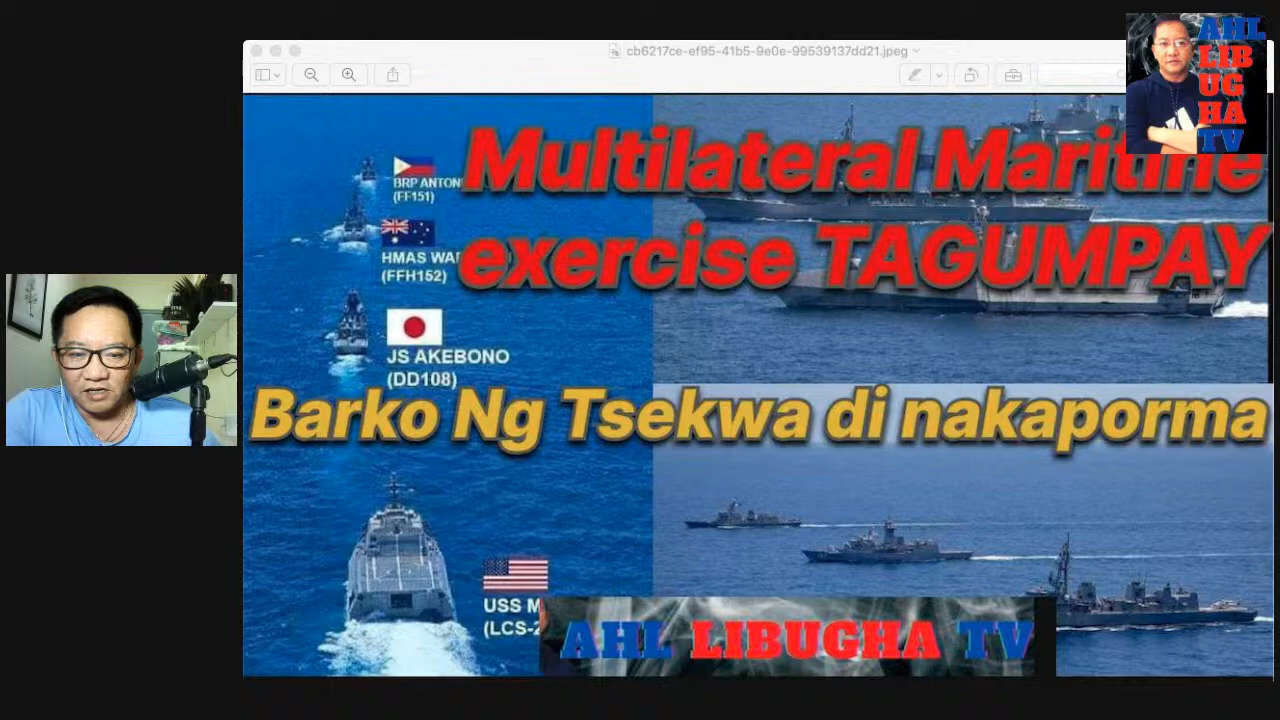 cb6217ce-ef95-41b5-9e0e-99539137dd21.jpeg
AHL
LIB
UG
HA
TV
Multilateral Maritime
exercise TAGUMPAY
BRP ANTON
(FF151)
HMAS WA
(FFH152)
JS AKEBONO
(DD108)
Barko Ng Tsekwa di nakaporma
USS M
(LCS-2
AHL LIBUGHA TV